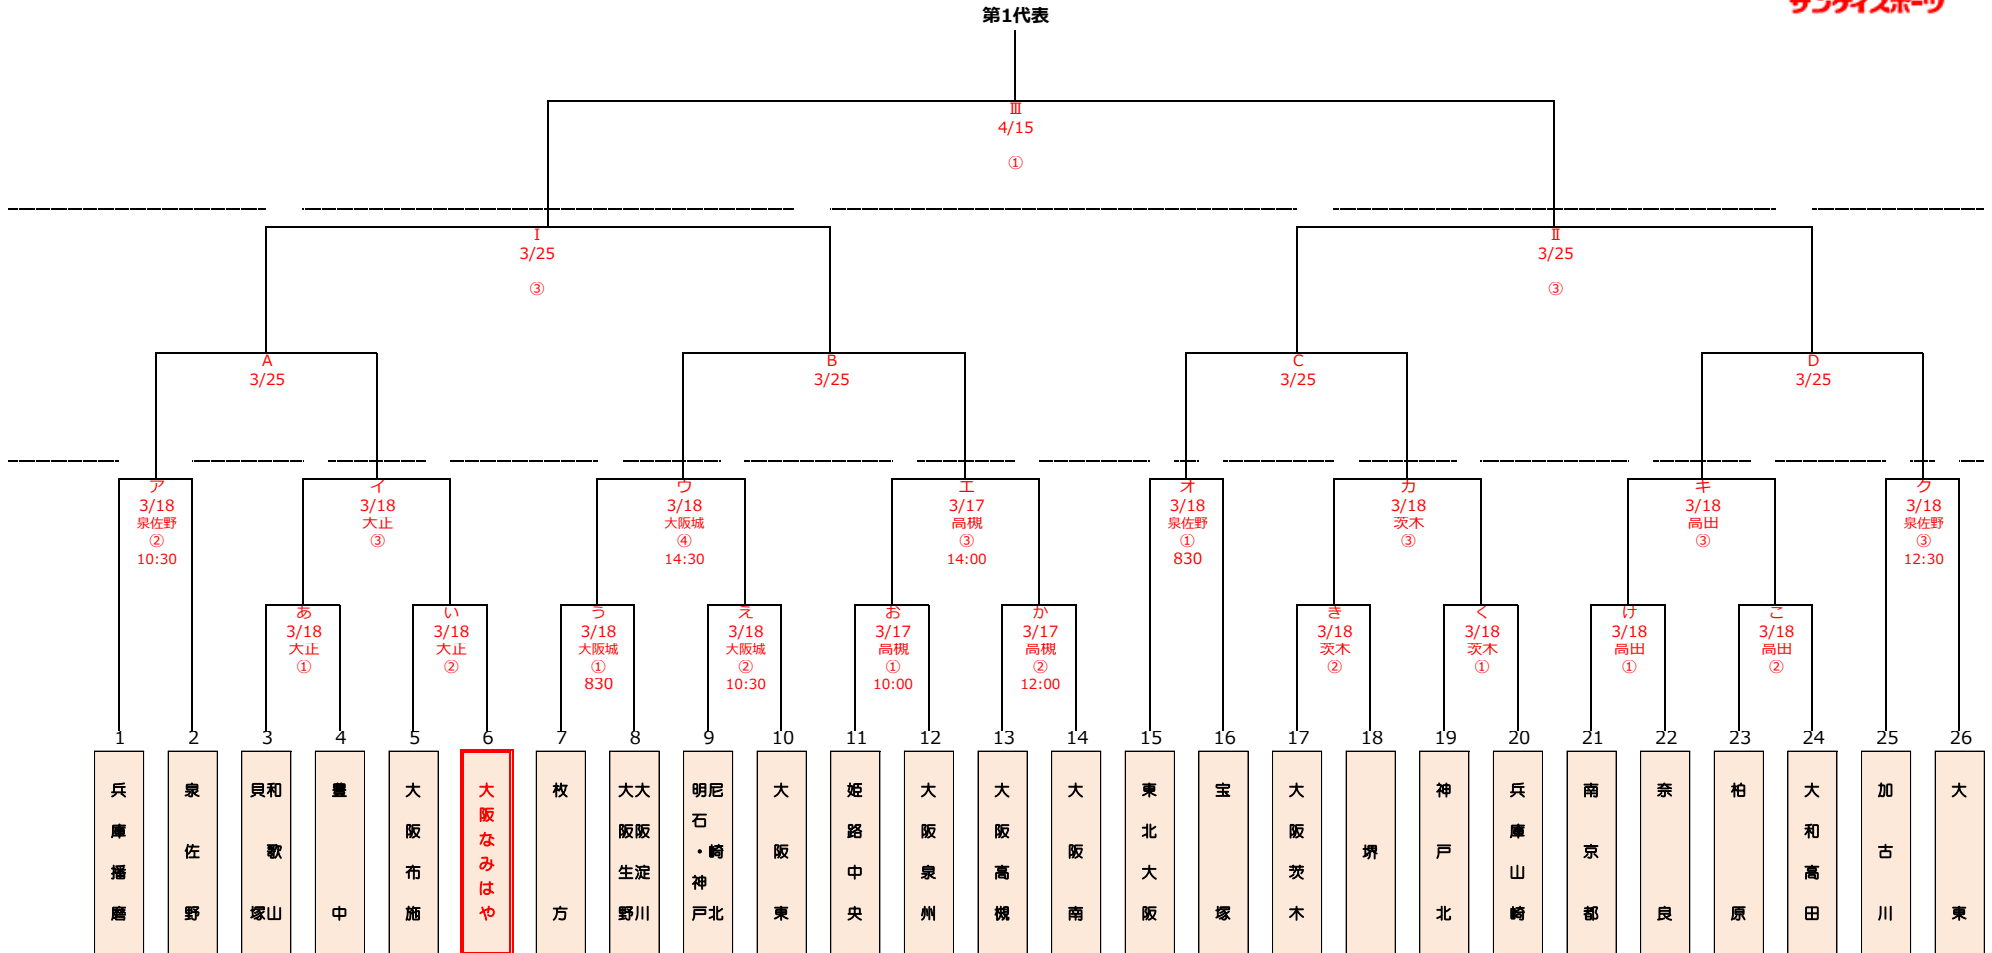 サンケイスポーツ
第1代表
Ⅲ
4/15
①
Ⅰ
3/25
③
Ⅱ
3/25
③
A
3/25
B
3/25
C
3/25
D
3/25
ア
3/18
泉佐野
②
10:30
イ
3/18
大正
③
ウ
3/18
大阪城
④
14:30
エ
3/17
高槻
③
14:00
オ
3/18
泉佐野
①
830
カ
3/18
茨木
③
キ
3/18
高田
③
ク
3/18
泉佐野
③
12:30
あ
3/18
大正
①
い
3/18
大正
②
う
3/18
大阪城
①
830
え
3/18
大阪城
②
10:30
お
3/17
高槻
①
10:00
か
3/17
高槻
②
12:00
き
3/18
茨木
②
く
3/18
茨木
①
け
3/18
高田
①
こ
3/18
高田
②
1
兵庫播磨
2
泉佐野
3
和歌山
貝塚
4
豊中
5
大阪布施
6
大阪なみはや
7
枚方
8
大阪淀川
大阪生野
9
尼崎北
明石・神戸
10
大阪東
11
姫路中央
12
大阪泉州
13
大阪高槻
14
大阪南
15
東北大阪
16
宝塚
17
大阪茨木
18
堺
19
神戸北
20
兵庫山崎
21
南京都
22
奈良
23
柏原
24
大和高田
25
加古川
26
大東